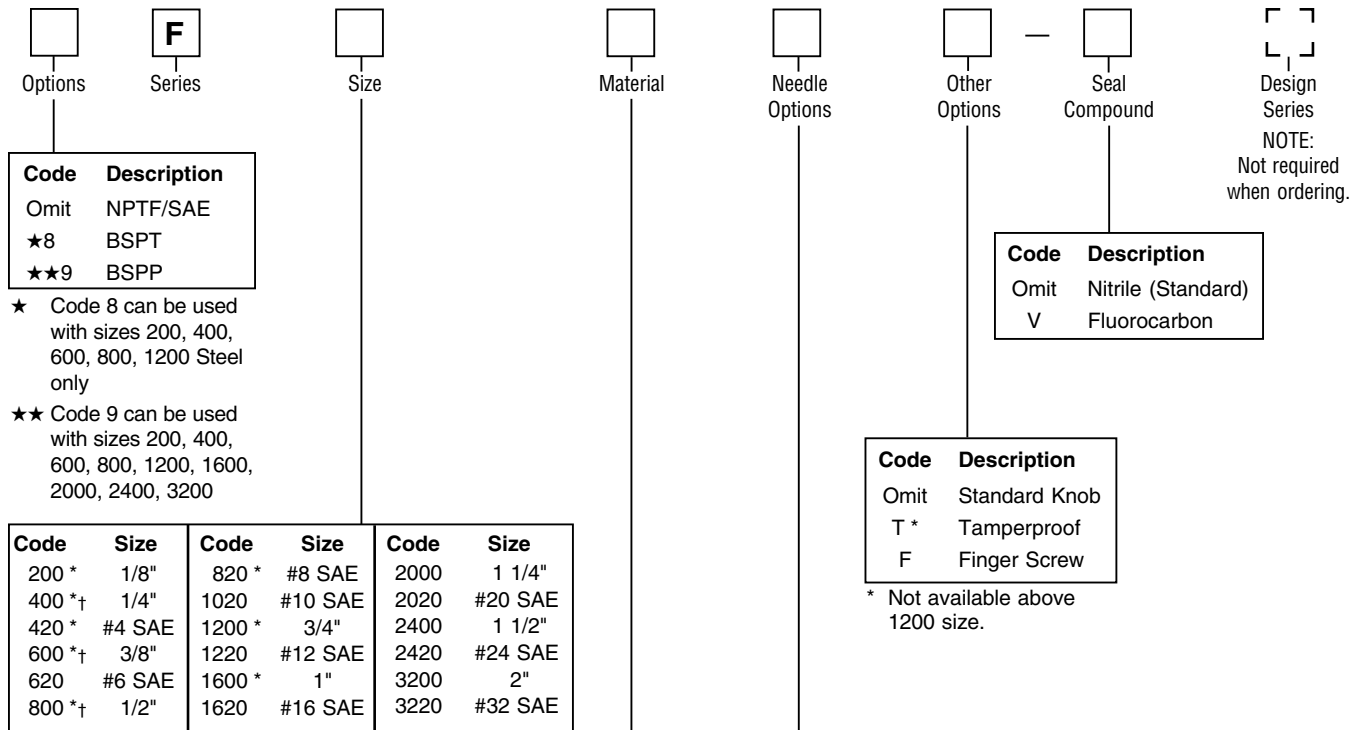 F
Options Series Size Material Needle Options Other Options — Seal Compound Design Series
NOTE:
Not required
when ordering.
Code Description
Omit NPTF/SAE
★8 BSPT
★★9 BSPP
★ Code 8 can be used
with sizes 200, 400,
600, 800, 1200 Steel
only
★★ Code 9 can be used
with sizes 200, 400,
600, 800, 1200, 1600,
2000, 2400, 3200
Code Description
Omit Nitrile (Standard)
V Fluorocarbon
Code Description
Omit Standard Knob
T * Tamperproof
F Finger Screw
* Not available above
1200 size.
Code Size Code Size Code Size
200 * 1/8" 820 * #8 SAE 2000 1 1/4"
400 *† 1/4" 1020 #10 SAE 2020 #20 SAE
420 * #4 SAE 1200 * 3/4" 2400 1 1/2"
600 *† 3/8" 1220 #12 SAE 2420 #24 SAE
620 #6 SAE 1600 * 1" 3200 2"
800 *† 1/2" 1620 #16 SAE 3220 #32 SAE